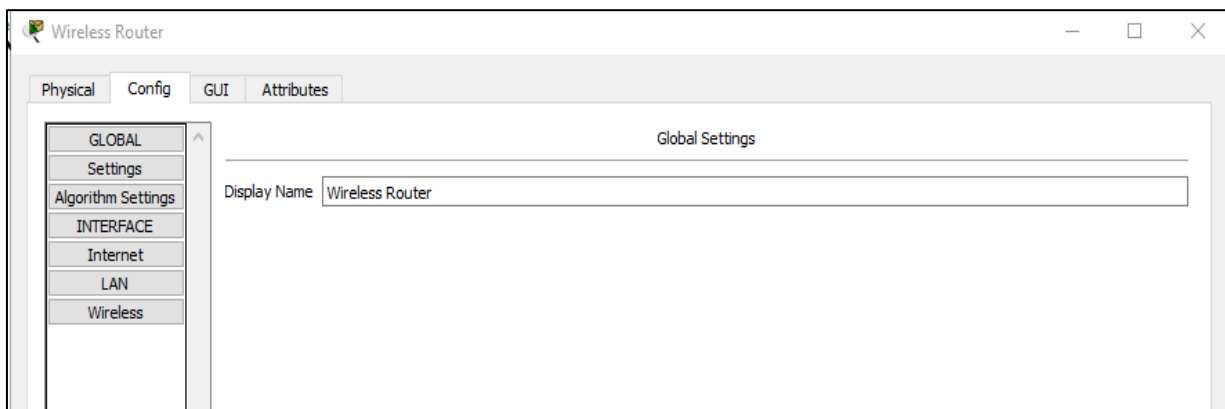 Wireless Router
Physical Config GUI Attributes
GLOBAL
Settings
Algorithm Settings
INTERFACE
Internet
LAN
Wireless
Global Settings
Display Name Wireless Router